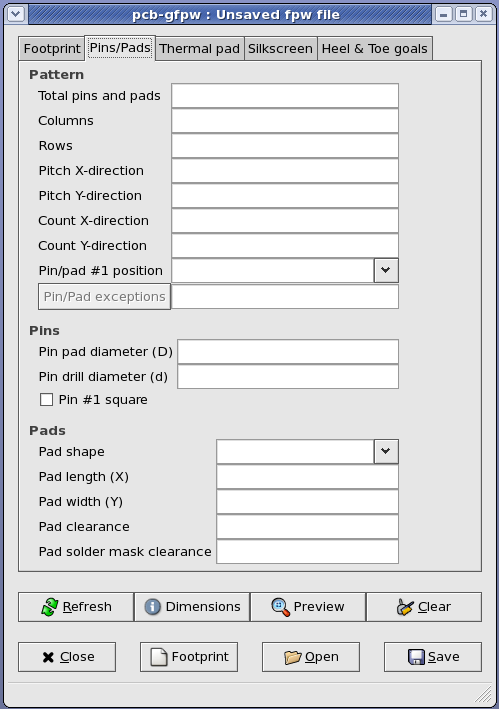 pcb-gfpw : Unsaved fpw file
Footprint Pins/Pads Thermal pad Silkscreen Heel & Toe goals
Pattern
Total pins and pads
Columns
Rows
Pitch X-direction
Pitch Y-direction
Count X-direction
Count Y-direction
Pin/pad #1 position
Pin/Pad exceptions
Pins
Pin pad diameter (D)
Pin drill diameter (d)
Pin #1 square
Pads
Pad shape
Pad length (X)
Pad width (Y)
Pad clearance
Pad solder mask clearance
Refresh Dimensions Preview Clear
Close Footprint Open Save